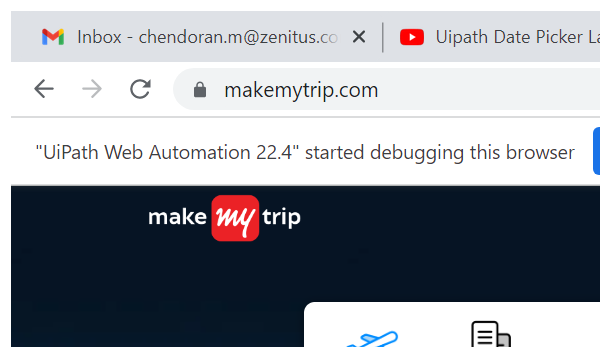 Inbox - chendoran.m@zenitus.co
Uipath Date Picker La
makemytrip.com
"UiPath Web Automation 22.4" started debugging this browser
make my trip